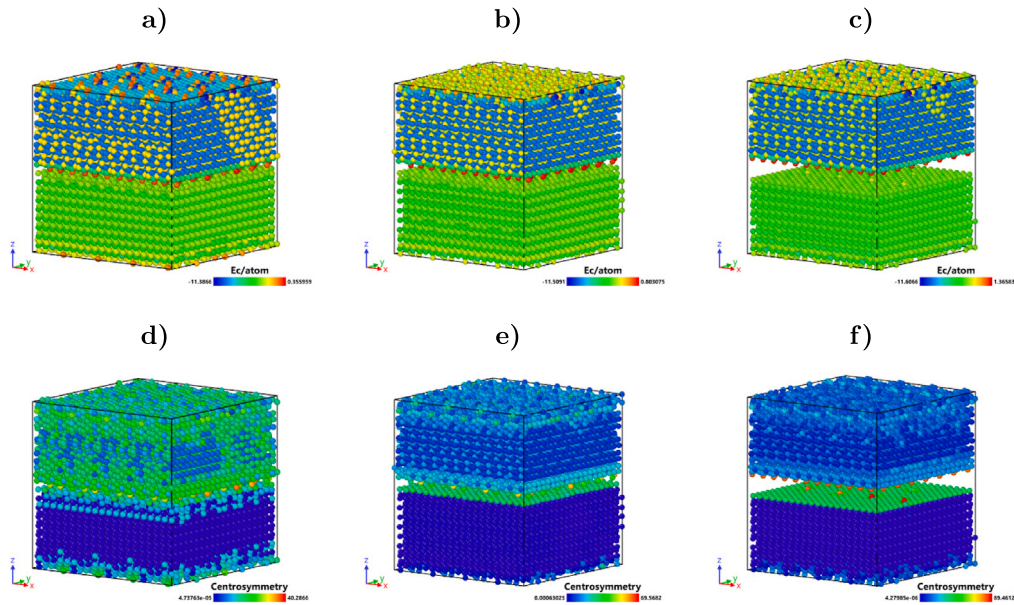 a)
b)
c)
z
y
x
Ec/atom
-11.3866
0.355959
z
y
x
Ec/atom
-11.5091
0.803075
z
y
x
Ec/atom
-11.6066
1.36583
d)
e)
f)
z
y
x
Centrosymmetry
4.73763e-05
40.2866
z
y
x
Centrosymmetry
0.00063025
69.5682
z
y
x
Centrosymmetry
4.27985e-06
89.4612